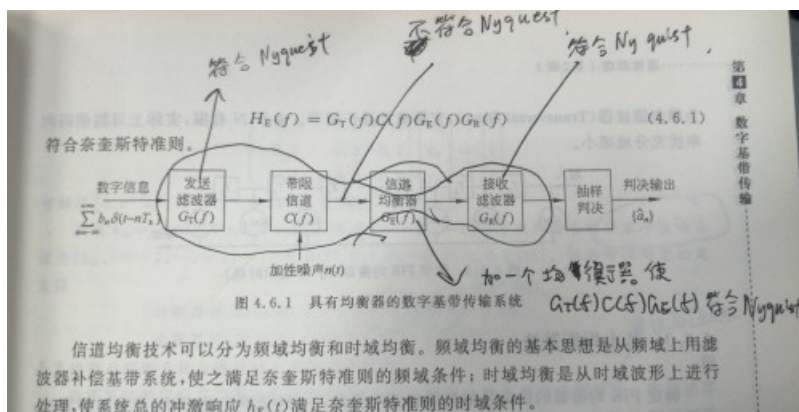 符合 Nyquist
不符合 Nyquest
符合 Nyquist,
第4章 数字基带传输
H_E(f) = G_T(f)C(f)G_E(f)G_R(f) (4.6.1)
符合奈奎斯特准则。
数字信息
∑ b_nδ(t-nT_s)
发送
滤波器
G_T(f)
带限
信道
C(f)
信道
均衡器
G_E(f)
接收
滤波器
G_R(f)
抽样
判决
判决输出
{â_n}
加性噪声n(t)
加一个均衡器 使
G_T(f)C(f)G_E(f) 符合Nyquist
图 4.6.1 具有均衡器的数字基带传输系统
信道均衡技术可以分为频域均衡和时域均衡。频域均衡的基本思想是从频域上用滤
波器补偿基带系统,使之满足奈奎斯特准则的频域条件;时域均衡是从时域波形上进行
处理,使系统总的冲激响应 h_E(t)满足奈奎斯特准则的时域条件。